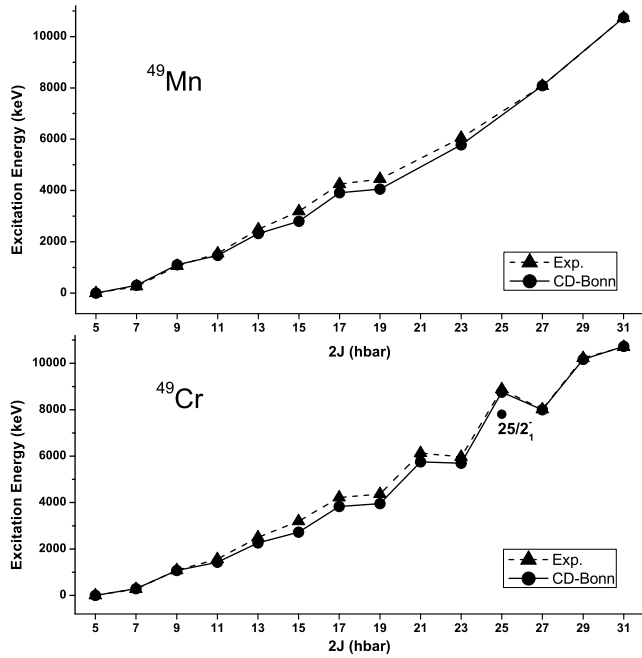 10000
8000
6000
4000
2000
0
Excitation Energy (keV)
⁴⁹Mn
Exp.
CD-Bonn
5 7 9 11 13 15 17 19 21 23 25 27 29 31
2J (hbar)
10000
8000
6000
4000
2000
0
Excitation Energy (keV)
⁴⁹Cr
25/2⁻₁
Exp.
CD-Bonn
5 7 9 11 13 15 17 19 21 23 25 27 29 31
2J (hbar)